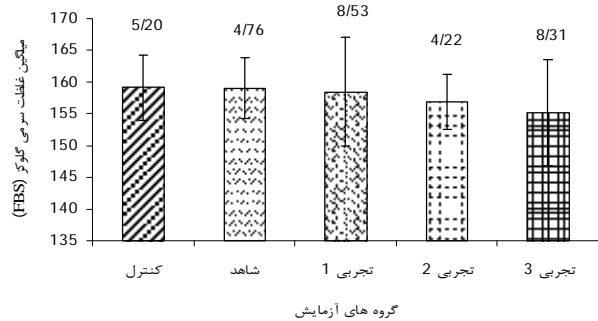 میانگین غلظت سرمی گلوکز (FBS)
170
165
160
155
150
145
140
135
5/20
4/76
8/53
4/22
8/31
کنترل
شاهد
تجربی 1
تجربی 2
تجربی 3
گروه های آزمایش